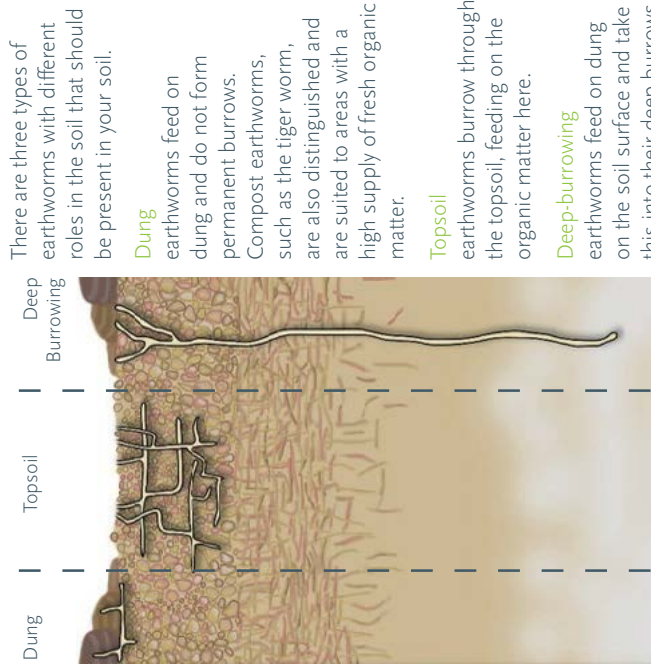 Dung
Topsoil
Deep
Burrowing
There are three types of
earthworms with different
roles in the soil that should
be present in your soil.
Dung
earthworms feed on
dung and do not form
permanent burrows.
Compost earthworms,
such as the tiger worm,
are also distinguished and
are suited to areas with a
high supply of fresh organic
matter.
Topsoil
earthworms burrow through
the topsoil, feeding on the
organic matter here.
Deep-burrowing
earthworms feed on dung
on the soil surface and take
this into their deep burrows